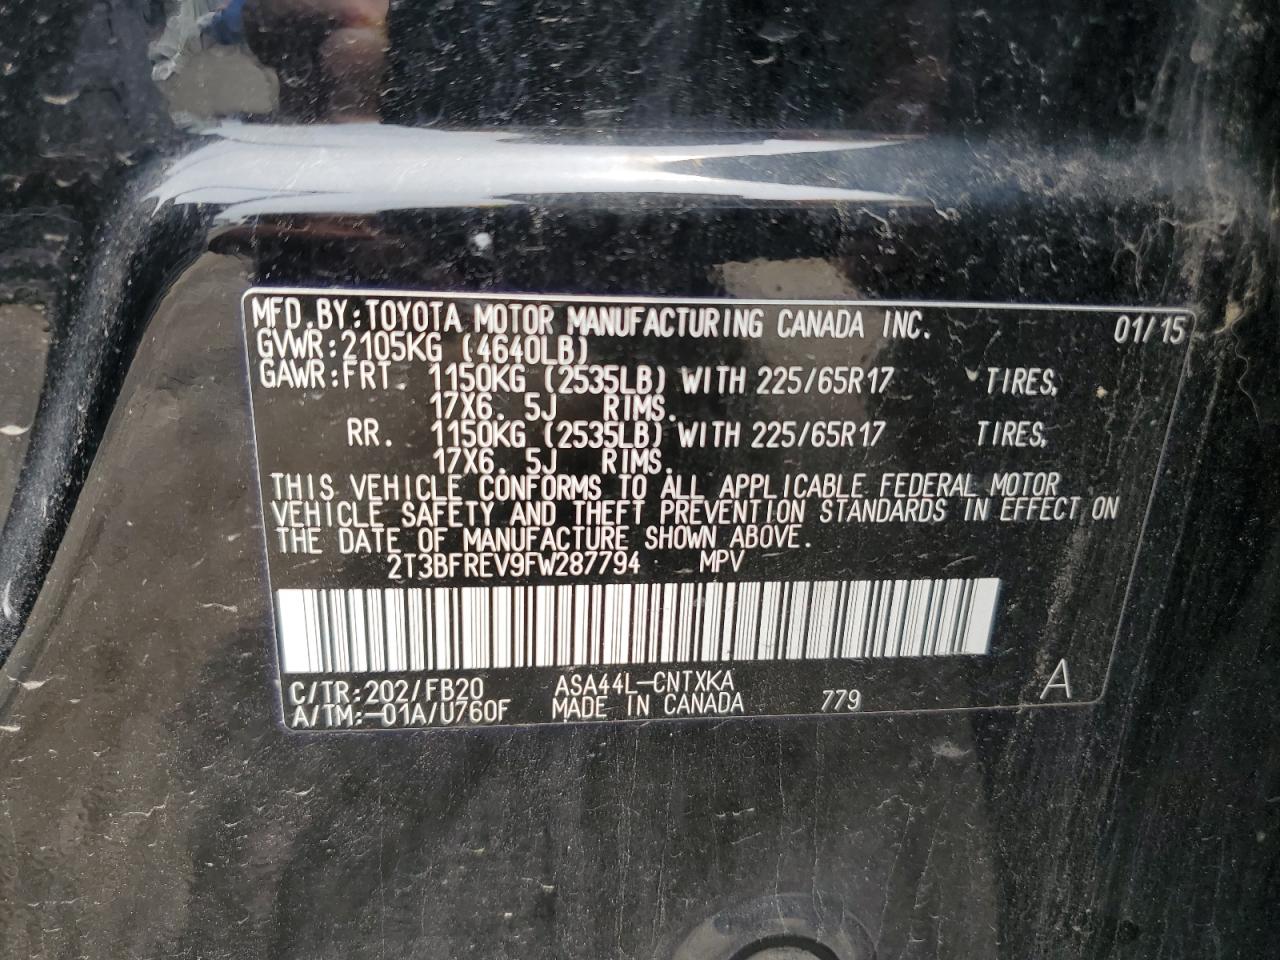 MFD.BY:TOYOTA MOTOR MANUFACTURING CANADA INC. 01/15
GVWR:2105KG (4640LB)
GAWR:FRT. 1150KG (2535LB) WITH 225/65R17 TIRES,
17X6. 5J RIMS.
RR. 1150KG (2535LB) WITH 225/65R17 TIRES,
17X6. 5J RIMS.
THIS VEHICLE CONFORMS TO ALL APPLICABLE FEDERAL MOTOR
VEHICLE SAFETY AND THEFT PREVENTION STANDARDS IN EFFECT ON
THE DATE OF MANUFACTURE SHOWN ABOVE.
2T3BFREV9FW287794 MPV
C/TR:202/FB20 ASA44L-CNTXKA A
A/TM:-01A/U760F MADE IN CANADA 779